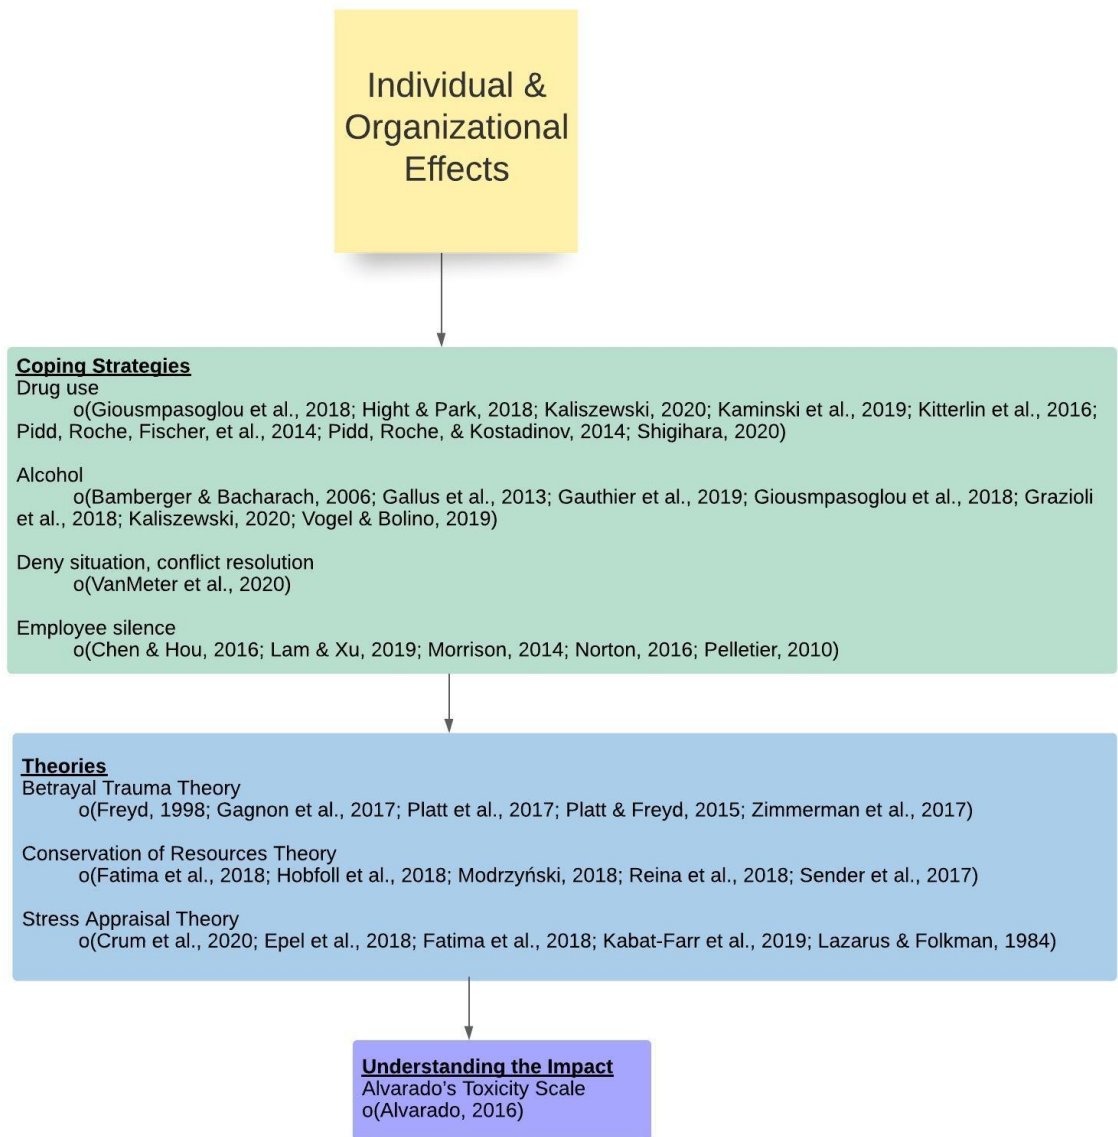 Individual &
Organizational
Effects
Coping Strategies
Drug use
o(Giousmpasoglou et al., 2018; Hight & Park, 2018; Kaliszewski, 2020; Kaminski et al., 2019; Kitterlin et al., 2016;
Pidd, Roche, Fischer, et al., 2014; Pidd, Roche, & Kostadinov, 2014; Shigihara, 2020)
Alcohol
o(Bamberger & Bacharach, 2006; Gallus et al., 2013; Gauthier et al., 2019; Giousmpasoglou et al., 2018; Grazioli
et al., 2018; Kaliszewski, 2020; Vogel & Bolino, 2019)
Deny situation, conflict resolution
o(VanMeter et al., 2020)
Employee silence
o(Chen & Hou, 2016; Lam & Xu, 2019; Morrison, 2014; Norton, 2016; Pelletier, 2010)
Theories
Betrayal Trauma Theory
o(Freyd, 1998; Gagnon et al., 2017; Platt et al., 2017; Platt & Freyd, 2015; Zimmerman et al., 2017)
Conservation of Resources Theory
o(Fatima et al., 2018; Hobfoll et al., 2018; Modrzyński, 2018; Reina et al., 2018; Sender et al., 2017)
Stress Appraisal Theory
o(Crum et al., 2020; Epel et al., 2018; Fatima et al., 2018; Kabat-Farr et al., 2019; Lazarus & Folkman, 1984)
Understanding the Impact
Alvarado’s Toxicity Scale
o(Alvarado, 2016)